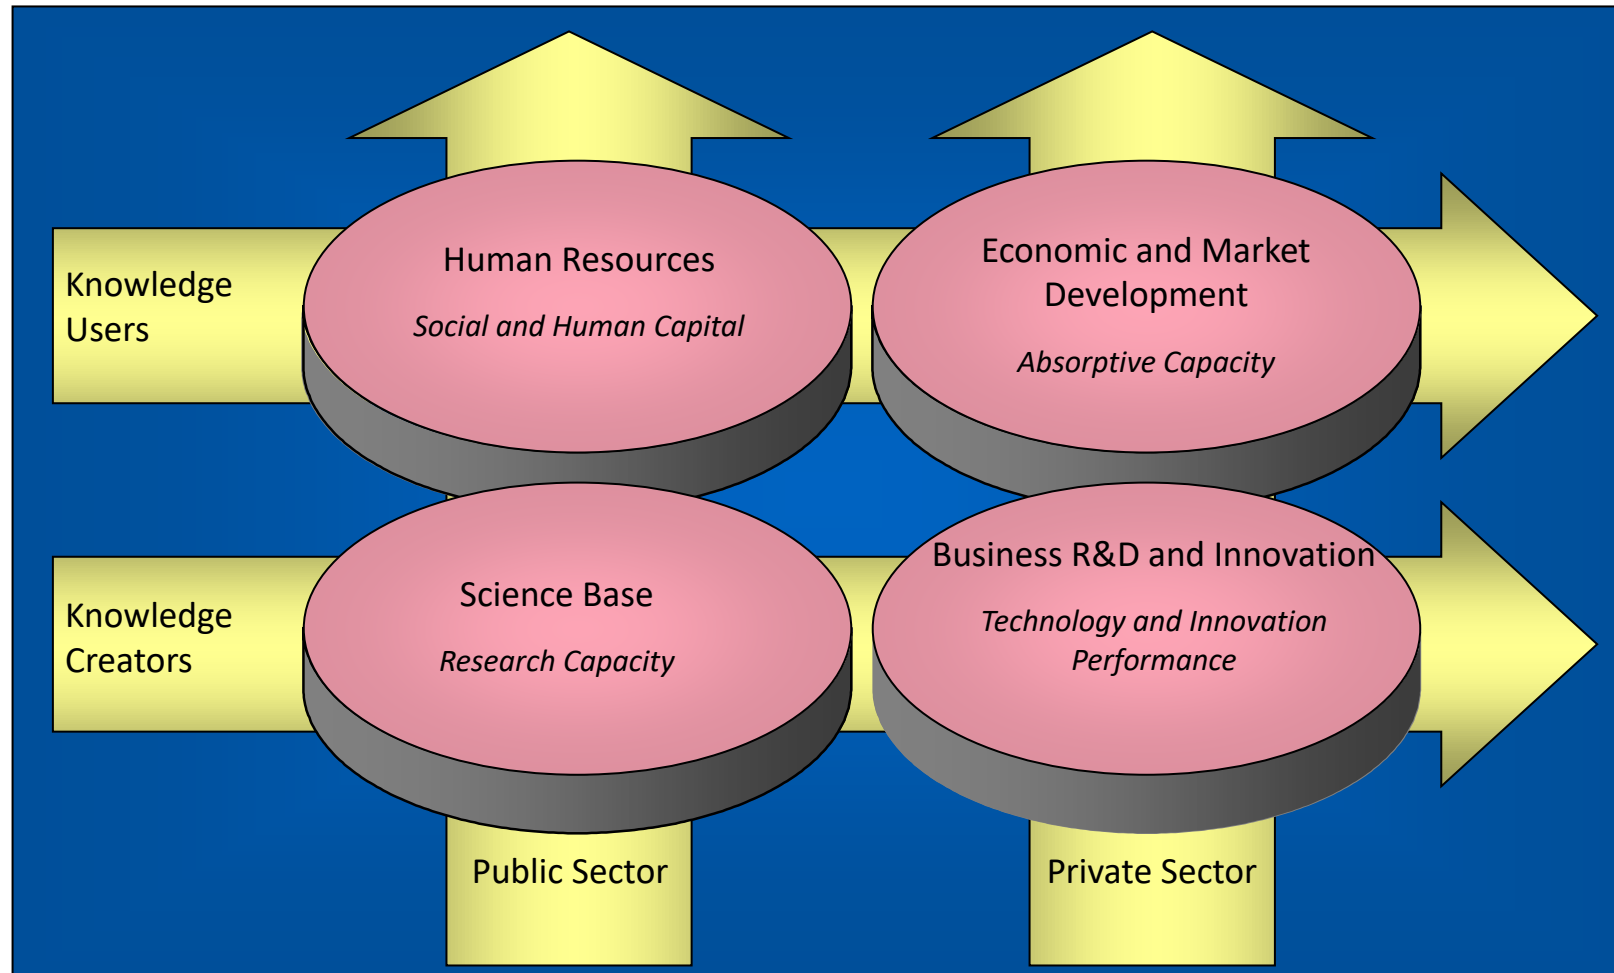 Knowledge
Users
Human Resources
Social and Human Capital
Economic and Market
Development
Absorptive Capacity
Knowledge
Creators
Science Base
Research Capacity
Business R&D and Innovation
Technology and Innovation
Performance
Public Sector
Private Sector